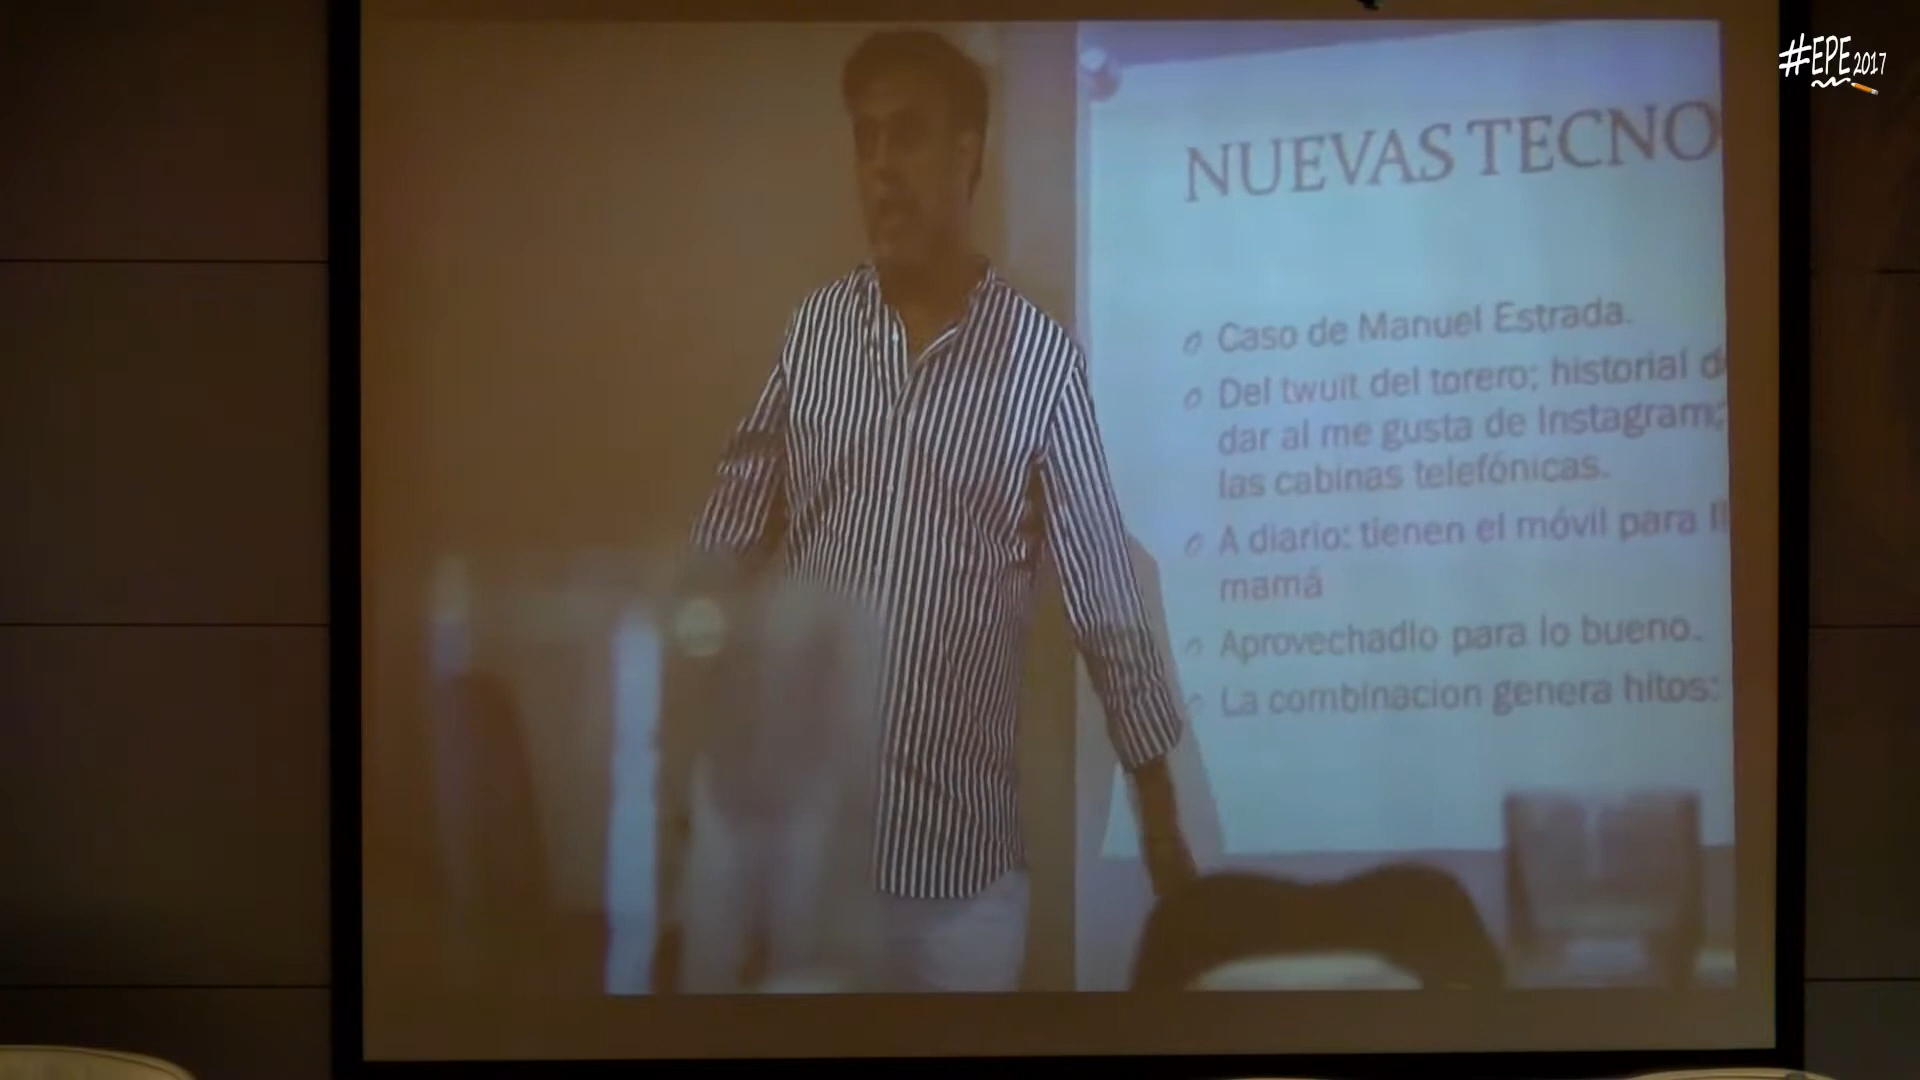 #EPE2017
NUEVAS TECNO
Caso de Manuel Estrada.
Del twuit del torero; historial d
dar al me gusta de Instagram;
las cabinas telefónicas.
A diario: tienen el móvil para ll
mamá
Aprovechadlo para lo bueno.
La combinacion genera hitos: